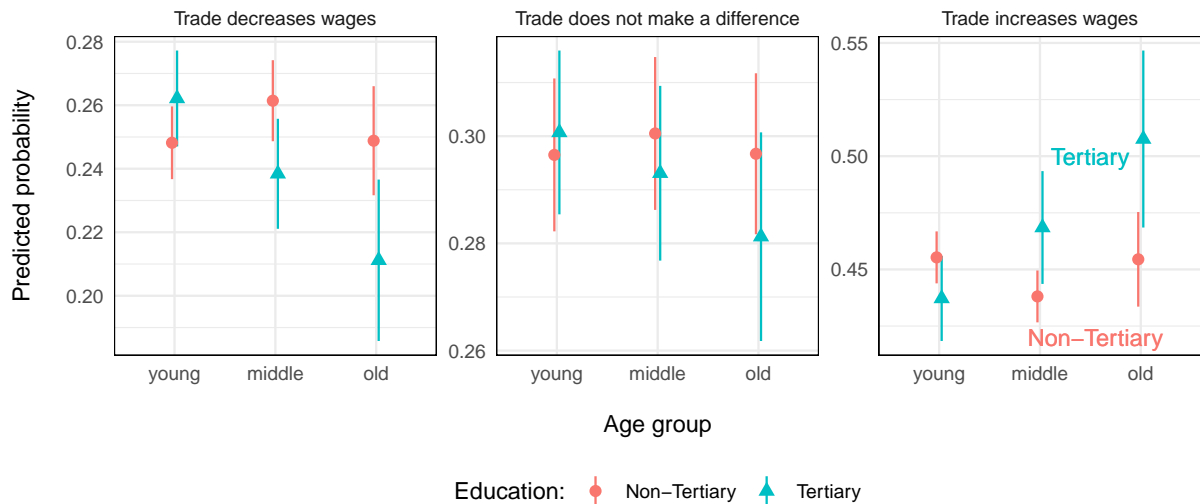 Trade decreases wages
Trade does not make a difference
Trade increases wages
Predicted probability
0.28
0.26
0.24
0.22
0.20
0.30
0.28
0.26
0.55
0.50
0.45
Tertiary
Non−Tertiary
young middle old
young middle old
young middle old
Age group
Education: Non−Tertiary Tertiary